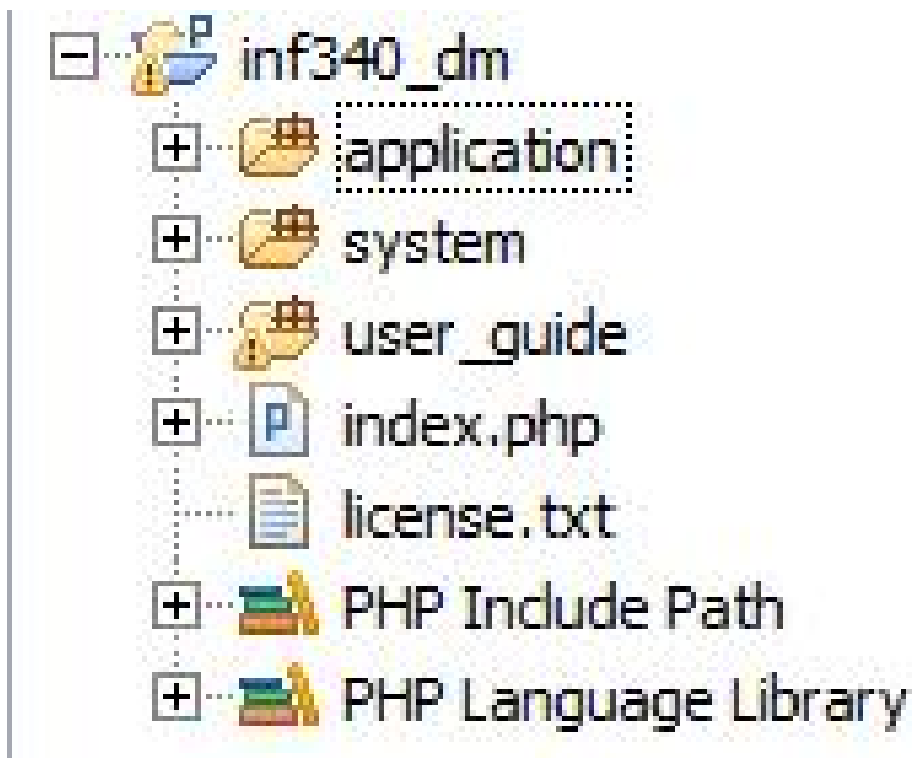 inf340_dm
application
system
user_guide
index.php
license.txt
PHP Include Path
PHP Language Library